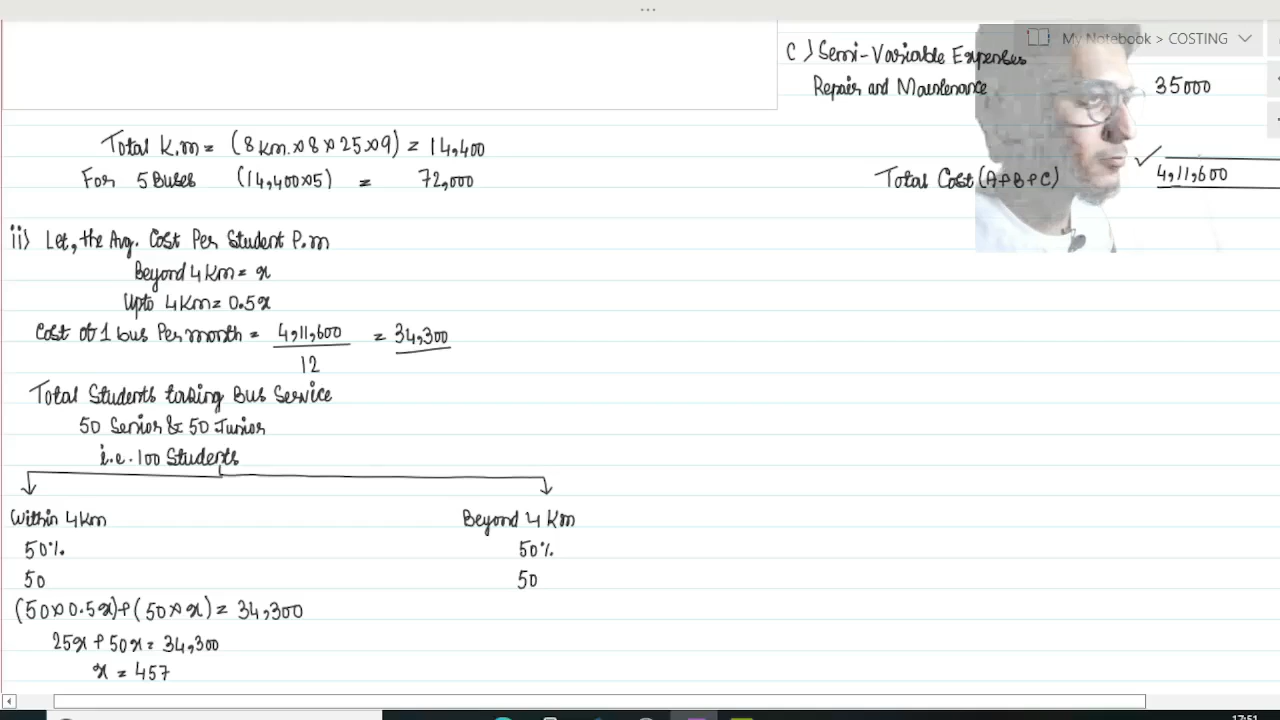 ...
My Notebook > COSTING
C) Semi-Variable Expenses
Repair and Maintenance 35000
Total K.m = (8 Km. × 8 × 25 × 9) = 14,400
For 5 Buses (14,400×5) = 72,000
Total Cost (A+B+C) 4,11,600
ii) Let, the Avg. Cost Per Student P.m
Beyond 4 Km = x
Upto 4 Km = 0.5x
Cost of 1 bus Per month = 4,11,600 = 34,300
12
Total Students taking Bus Service
50 Senior & 50 Junior
i.e. 100 Students
Within 4 Km Beyond 4 Km
50% 50%
50 50
(50×0.5x)+(50×x) = 34,300
25x + 50x = 34,300
x = 457
17:51